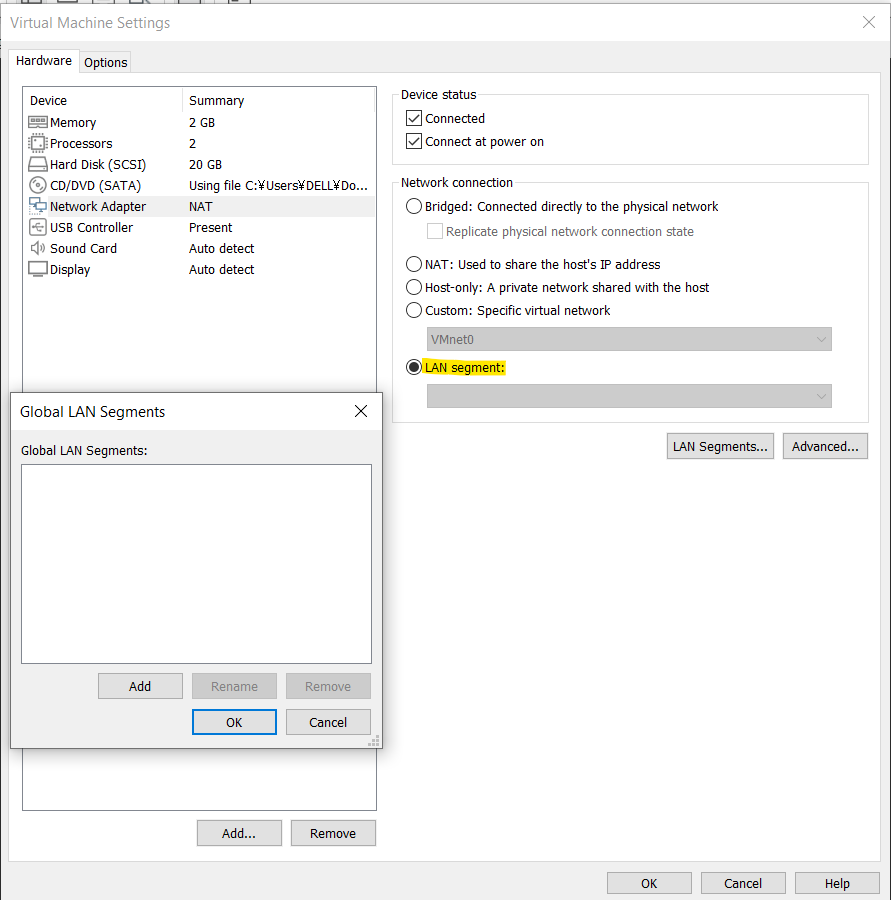 Virtual Machine Settings
Hardware Options
Device Summary
Memory 2 GB
Processors 2
Hard Disk (SCSI) 20 GB
CD/DVD (SATA) Using file C:¥Users¥DELL¥Do...
Network Adapter NAT
USB Controller Present
Sound Card Auto detect
Display Auto detect
Device status
Connected
Connect at power on
Network connection
Bridged: Connected directly to the physical network
Replicate physical network connection state
NAT: Used to share the host's IP address
Host-only: A private network shared with the host
Custom: Specific virtual network
VMnet0
LAN segment:
LAN Segments... Advanced...
Global LAN Segments
Global LAN Segments:
Add Rename Remove
OK Cancel
Add... Remove
OK Cancel Help